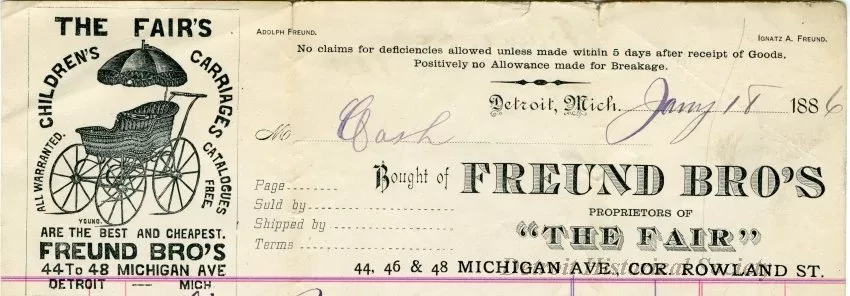 THE FAIR'S
CHILDREN'S CARRIAGES
ALL WARRANTED.
CATALOGUES FREE.
YOUNG.
ARE THE BEST AND CHEAPEST.
FREUND BRO'S
44 TO 48 MICHIGAN AVE
DETROIT — MICH
ADOLPH FREUND.
IGNATZ A. FREUND.
No claims for deficiencies allowed unless made within 5 days after receipt of Goods.
Positively no Allowance made for Breakage.
Detroit, Mich. Jany 18 1886
M Cash
Page
Bought of FREUND BRO'S
Sold by
PROPRIETORS OF
Shipped by
"THE FAIR"
Terms
44, 46 & 48 MICHIGAN AVE, COR. ROWLAND ST.
Detroit Historical Society